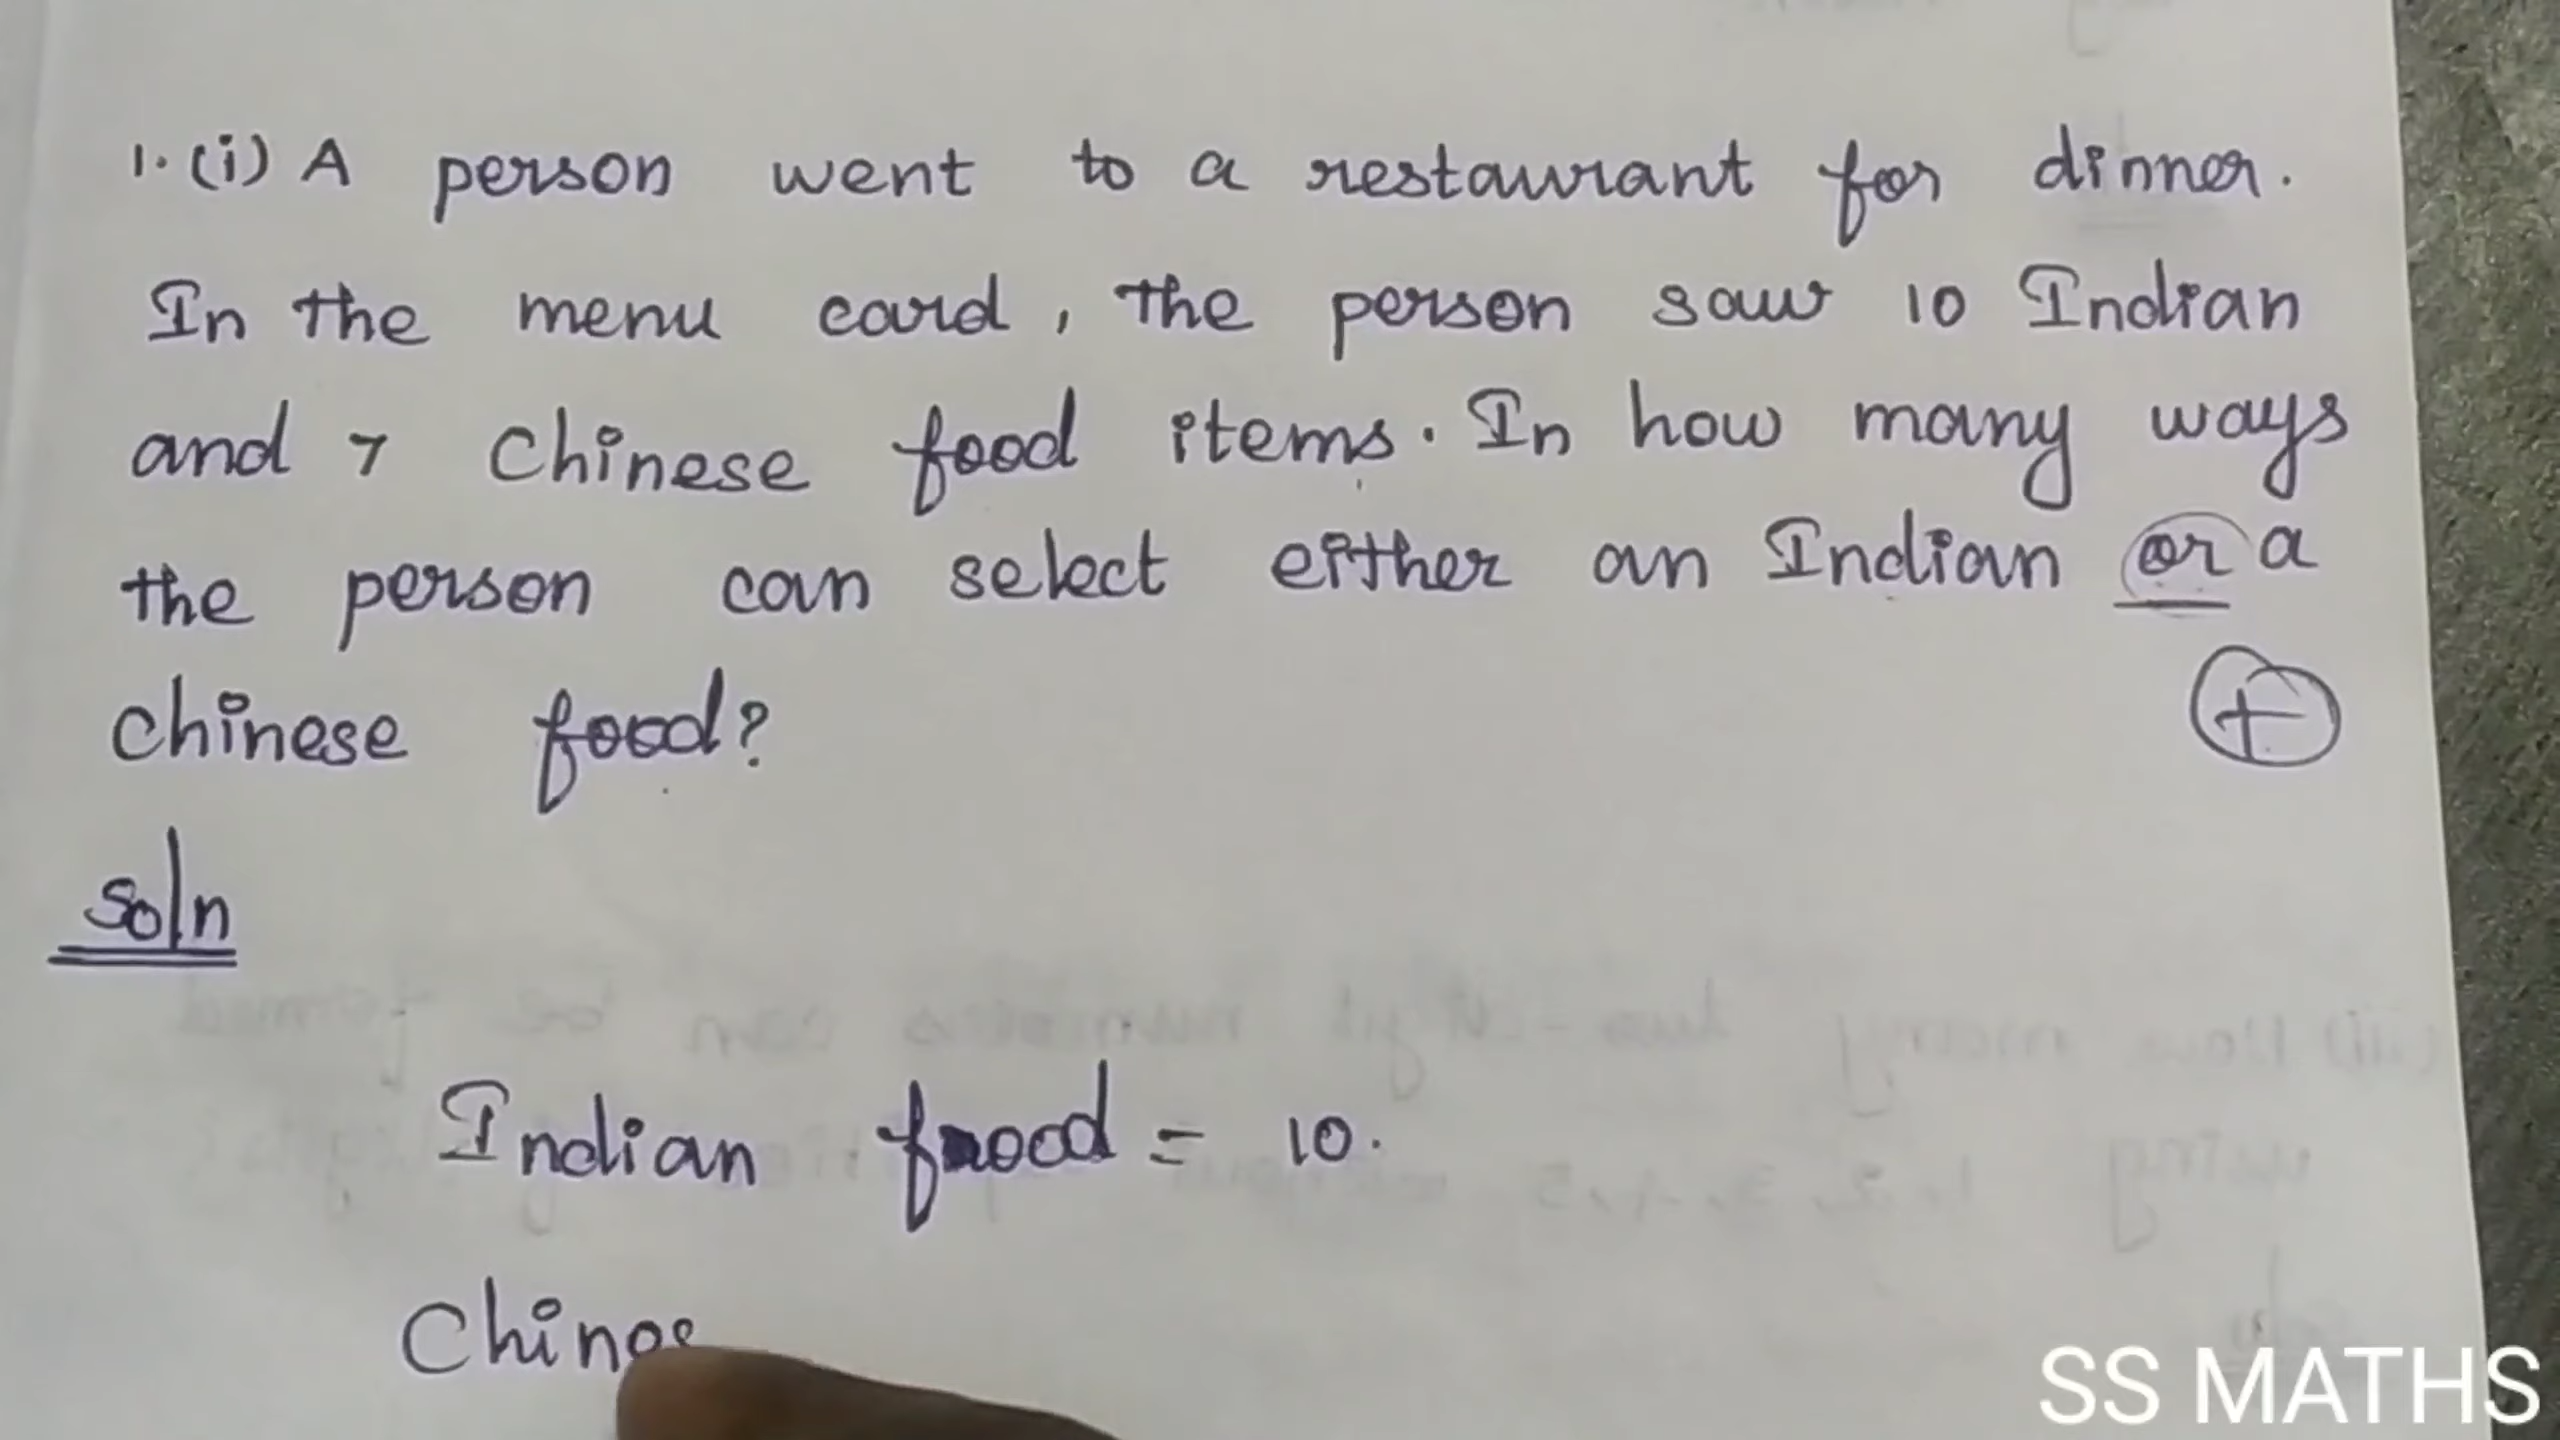 1. (i) A person went to a restaurant for dinner.
In the menu card, the person saw 10 Indian
and 7 Chinese food items. In how many ways
the person can select either an Indian or a
Chinese food?
+
Soln
Indian food = 10.
Chines
SS MATHS